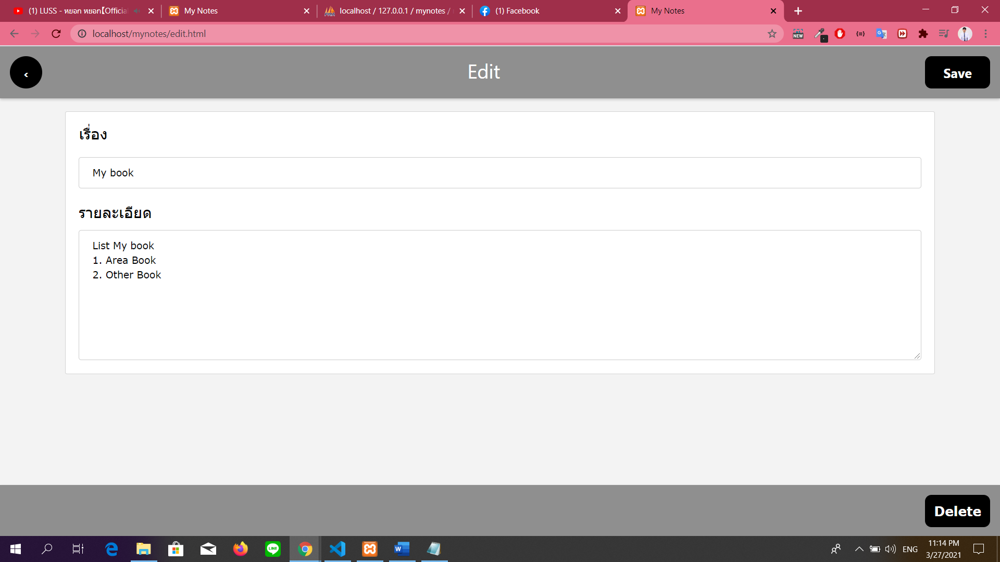 (1) LUSS - หยอก หยอก【Official
My Notes
localhost / 127.0.0.1 / mynotes /
(1) Facebook
My Notes
localhost/mynotes/edit.html
NEW
‹
Edit
Save
เรื่อง
My book
รายละเอียด
List My book
1. Area Book
2. Other Book
Delete
LINE
ENG
11:14 PM
3/27/2021